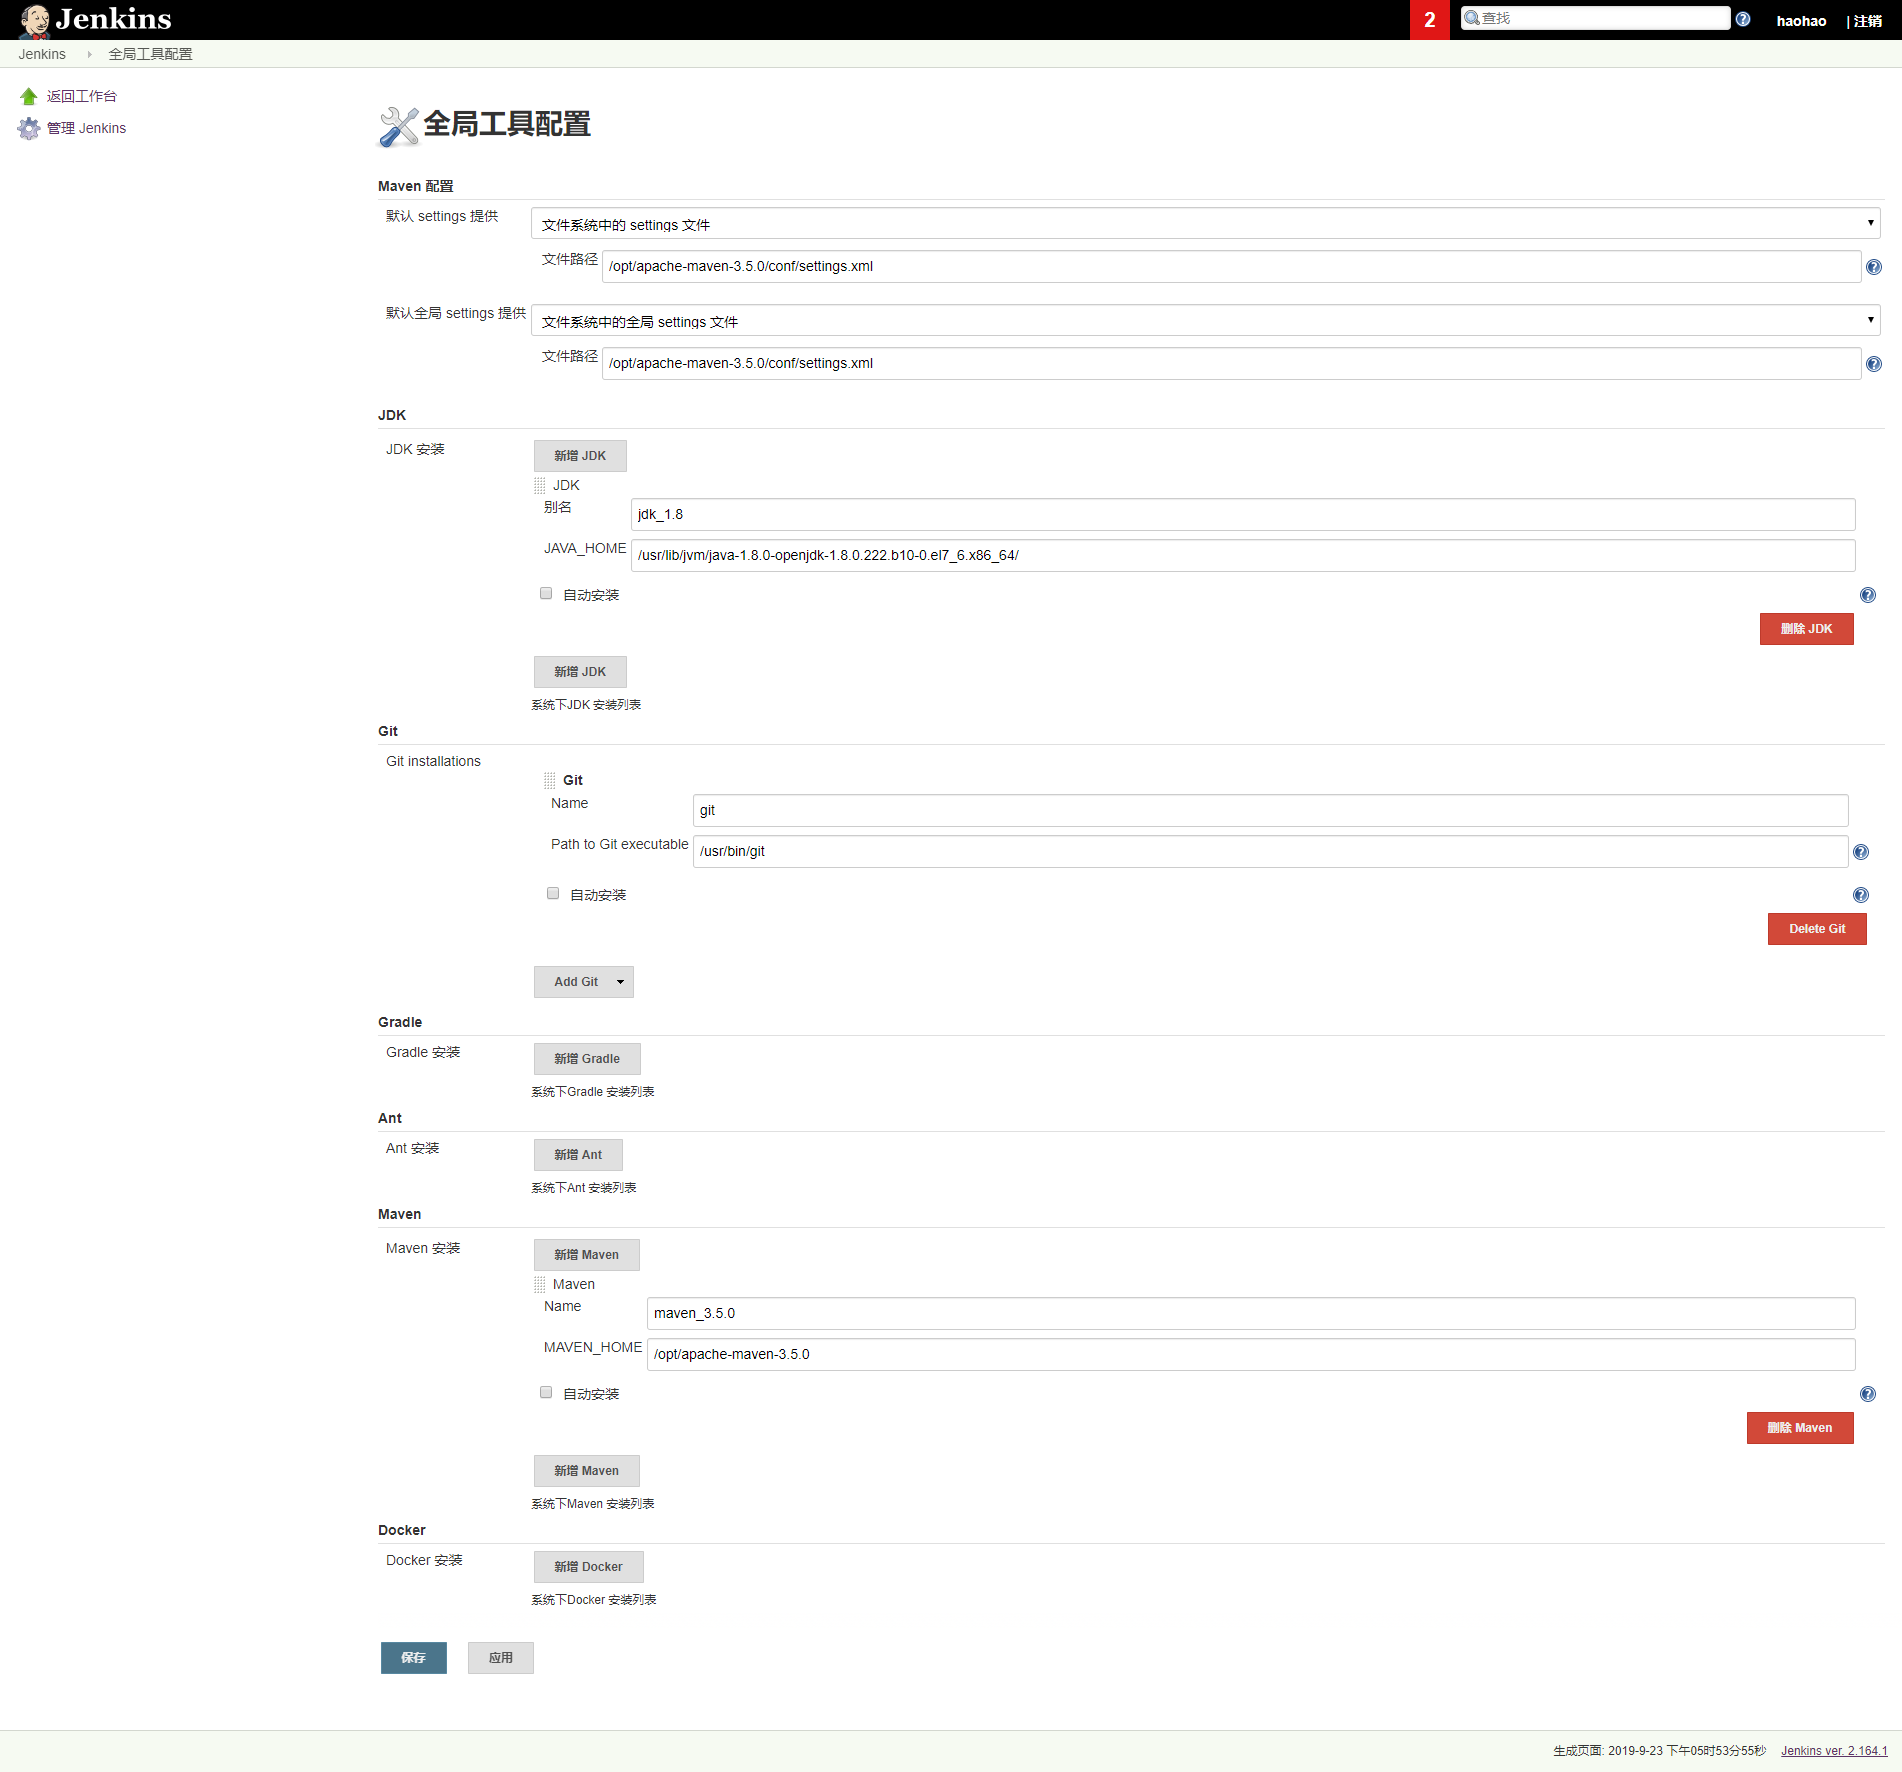 Jenkins
2
查找
haohao
| 注销
Jenkins
全局工具配置
返回工作台
管理 Jenkins
全局工具配置
Maven 配置
默认 settings 提供
文件系统中的 settings 文件
文件路径
/opt/apache-maven-3.5.0/conf/settings.xml
默认全局 settings 提供
文件系统中的全局 settings 文件
文件路径
/opt/apache-maven-3.5.0/conf/settings.xml
JDK
JDK 安装
新增 JDK
JDK
别名
jdk_1.8
JAVA_HOME
/usr/lib/jvm/java-1.8.0-openjdk-1.8.0.222.b10-0.el7_6.x86_64/
自动安装
删除 JDK
新增 JDK
系统下JDK 安装列表
Git
Git installations
Git
Name
git
Path to Git executable
/usr/bin/git
自动安装
Delete Git
Add Git
Gradle
Gradle 安装
新增 Gradle
系统下Gradle 安装列表
Ant
Ant 安装
新增 Ant
系统下Ant 安装列表
Maven
Maven 安装
新增 Maven
Maven
Name
maven_3.5.0
MAVEN_HOME
/opt/apache-maven-3.5.0
自动安装
删除 Maven
新增 Maven
系统下Maven 安装列表
Docker
Docker 安装
新增 Docker
系统下Docker 安装列表
保存
应用
生成页面: 2019-9-23 下午05时53分55秒
Jenkins ver. 2.164.1